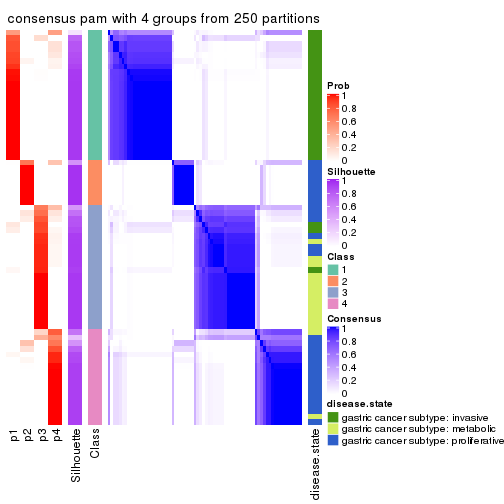 consensus pam with 4 groups from 250 partitions
Prob
1
0.8
0.6
0.4
0.2
0
Silhouette
1
0.8
0.6
0.4
0.2
0
Class
1
2
3
4
Consensus
1
0.8
0.6
0.4
0.2
0
disease.state
gastric cancer subtype: invasive
gastric cancer subtype: metabolic
gastric cancer subtype: proliferative
p1
p2
p3
p4
Silhouette
Class
disease.state